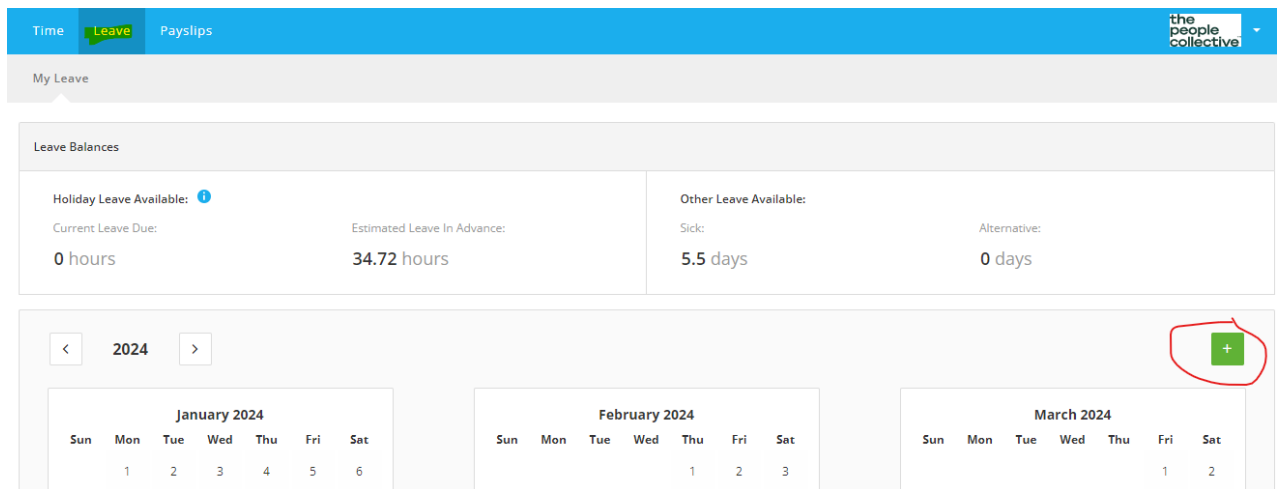 Time Leave Payslips
the
people
collective
My Leave
Leave Balances
Holiday Leave Available: i
Other Leave Available:
Current Leave Due: Estimated Leave In Advance: Sick: Alternative:
0 hours 34.72 hours 5.5 days 0 days
< 2024 > +
January 2024 February 2024 March 2024
Sun Mon Tue Wed Thu Fri Sat Sun Mon Tue Wed Thu Fri Sat Sun Mon Tue Wed Thu Fri Sat
1 2 3 4 5 6 1 2 3 1 2